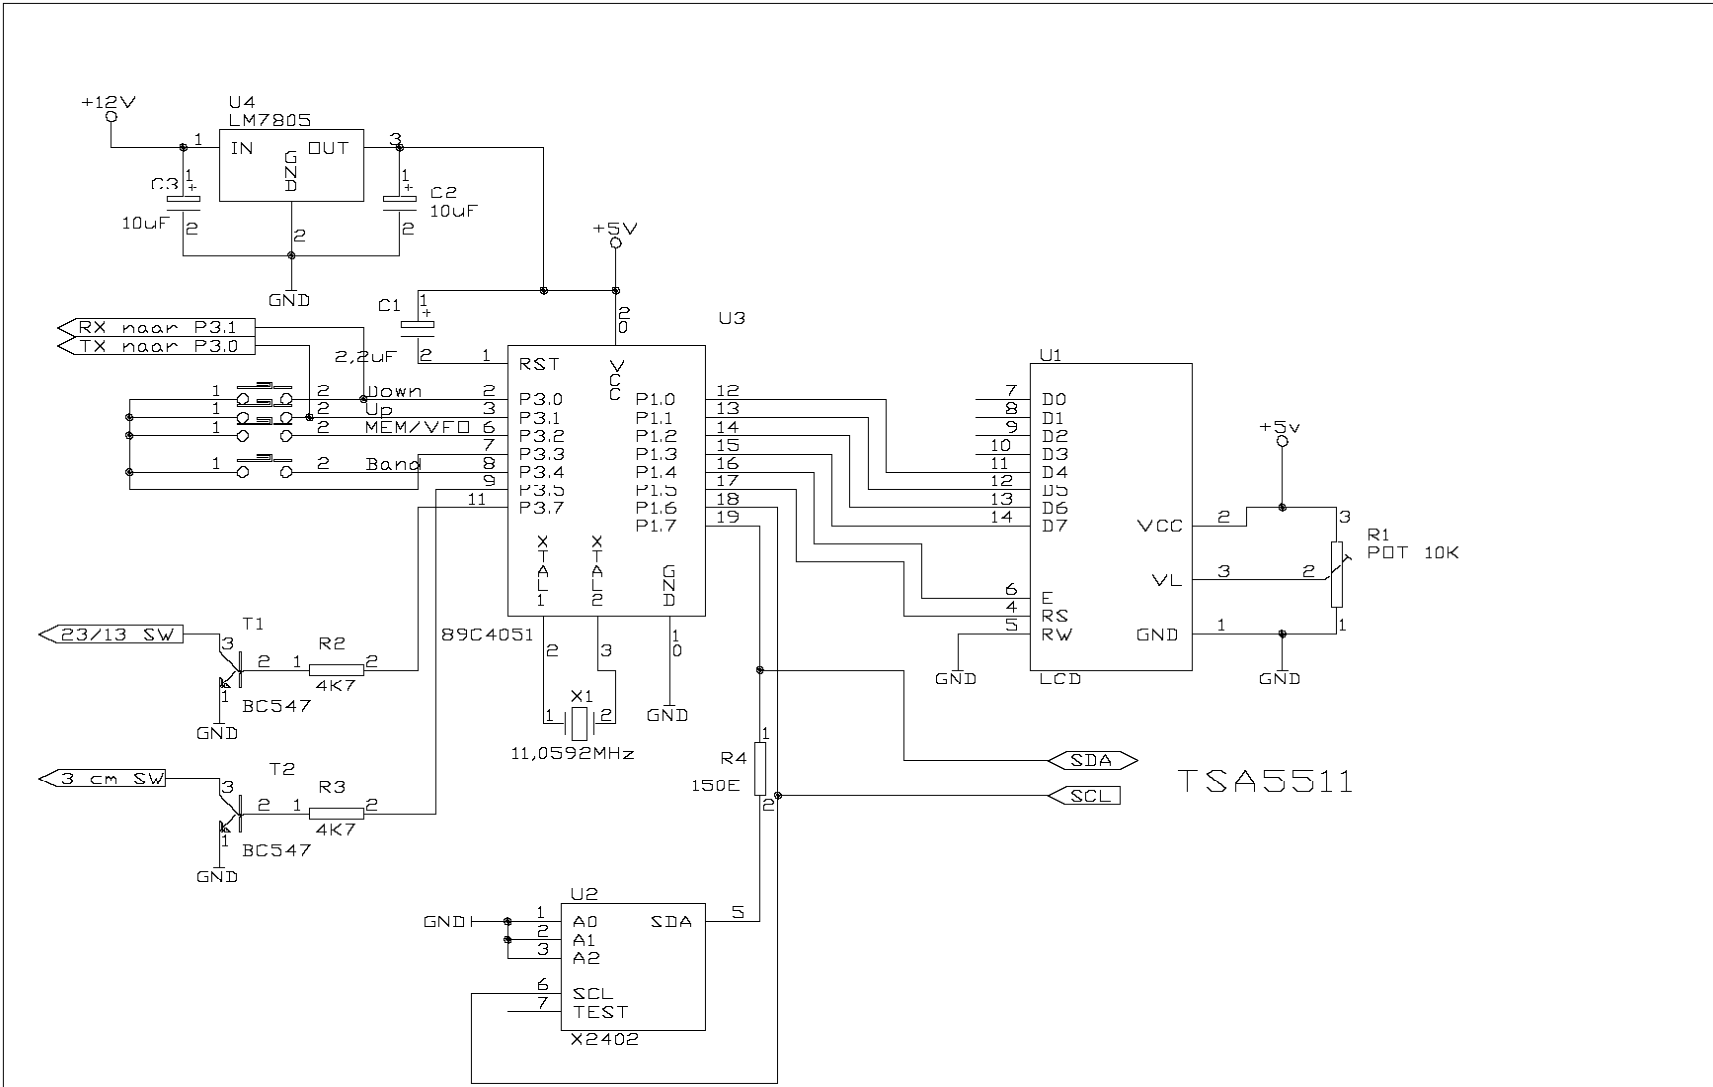 +12V
U4
LM7805
1 IN OUT 3
GND
2
C3 1 +
10uF 2
1 +
C2
10uF
2
GND
+5V
C1 1 +
2,2uF 2
20
U3
RX naar P3.1
TX naar P3.0
1 2 Down
1 2 Up
1 2 MEM/VFO
1 2 Band
1 RST
VCC
2 P3.0
3 P3.1
6 P3.2
7 P3.3
8 P3.4
9 P3.5
11 P3.7
P1.0 12
P1.1 13
P1.2 14
P1.3 15
P1.4 16
P1.5 17
P1.6 18
P1.7 19
XTAL1
XTAL2
GND
89C4051
2
3
10
GND
X1
1 2
11,0592MHz
U1
7 D0
8 D1
9 D2
10 D3
11 D4
12 D5
13 D6
14 D7
6 E
4 RS
5 RW
VCC 2
VL 3
GND 1
LCD
GND
+5v
3
R1
POT 10K
2
1
GND
23/13 SW
T1
3
2
1
BC547
GND
R2
1 2
4K7
3 cm SW
T2
3
2
1
BC547
GND
R3
1 2
4K7
1
R4
150E
2
SDA
SCL
TSA5511
U2
GND
1 A0
2 A1
3 A2
6 SCL
7 TEST
SDA 5
X2402